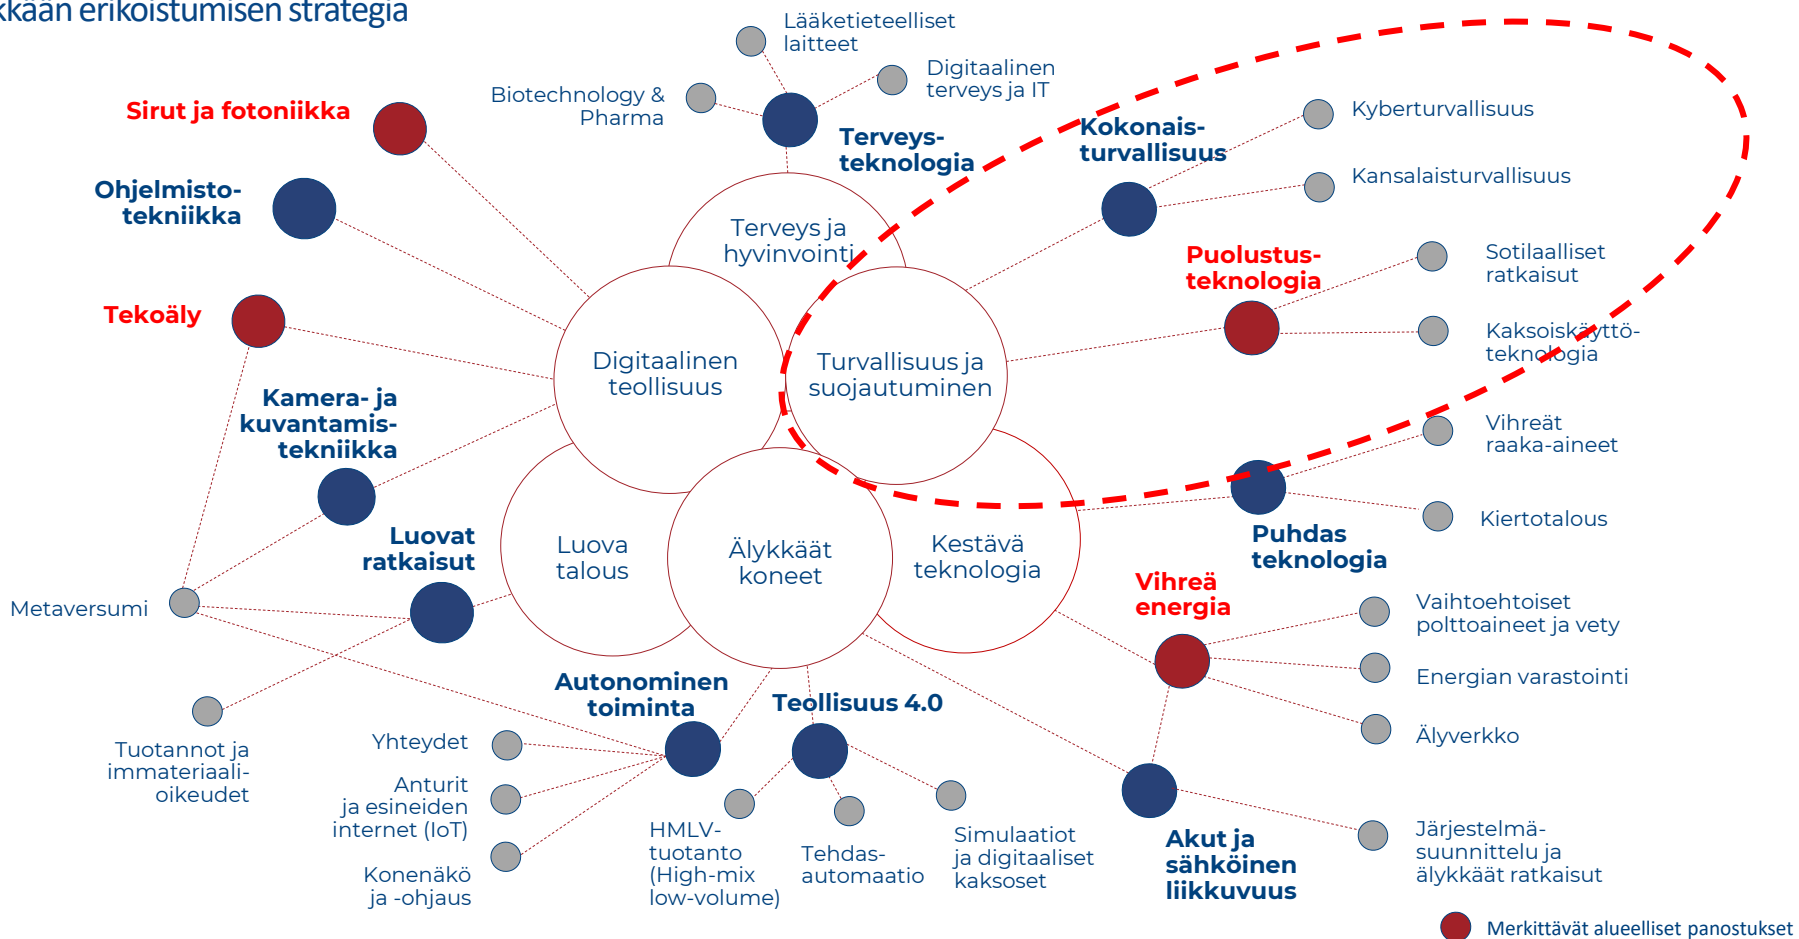 kkään erikoistumisen strategia
Lääketieteelliset
laitteet
Digitaalinen
terveys ja IT
Biotechnology &
Pharma
Terveys-
teknologia
Sirut ja fotoniikka
Ohjelmisto-
tekniikka
Tekoäly
Kamera- ja
kuvantamis-
tekniikka
Luovat
ratkaisut
Metaversumi
Tuotannot ja
immateriaali-
oikeudet
Terveys ja
hyvinvointi
Digitaalinen
teollisuus
Turvallisuus ja
suojautuminen
Luova
talous
Älykkäät
koneet
Kestävä
teknologia
Kokonais-
turvallisuus
Kyberturvallisuus
Kansalaisturvallisuus
Puolustus-
teknologia
Sotilaalliset
ratkaisut
Kaksoiskäyttö-
teknologia
Vihreät
raaka-aineet
Kiertotalous
Puhdas
teknologia
Vihreä
energia
Vaihtoehtoiset
polttoaineet ja vety
Energian varastointi
Älyverkko
Autonominen
toiminta
Teollisuus 4.0
Yhteydet
Anturit
ja esineiden
internet (IoT)
Konenäkö
ja -ohjaus
HMLV-
tuotanto
(High-mix
low-volume)
Tehdas-
automaatio
Simulaatiot
ja digitaaliset
kaksoset
Akut ja
sähköinen
liikkuvuus
Järjestelmä-
suunnittelu ja
älykkäät ratkaisut
Merkittävät alueelliset panostukset